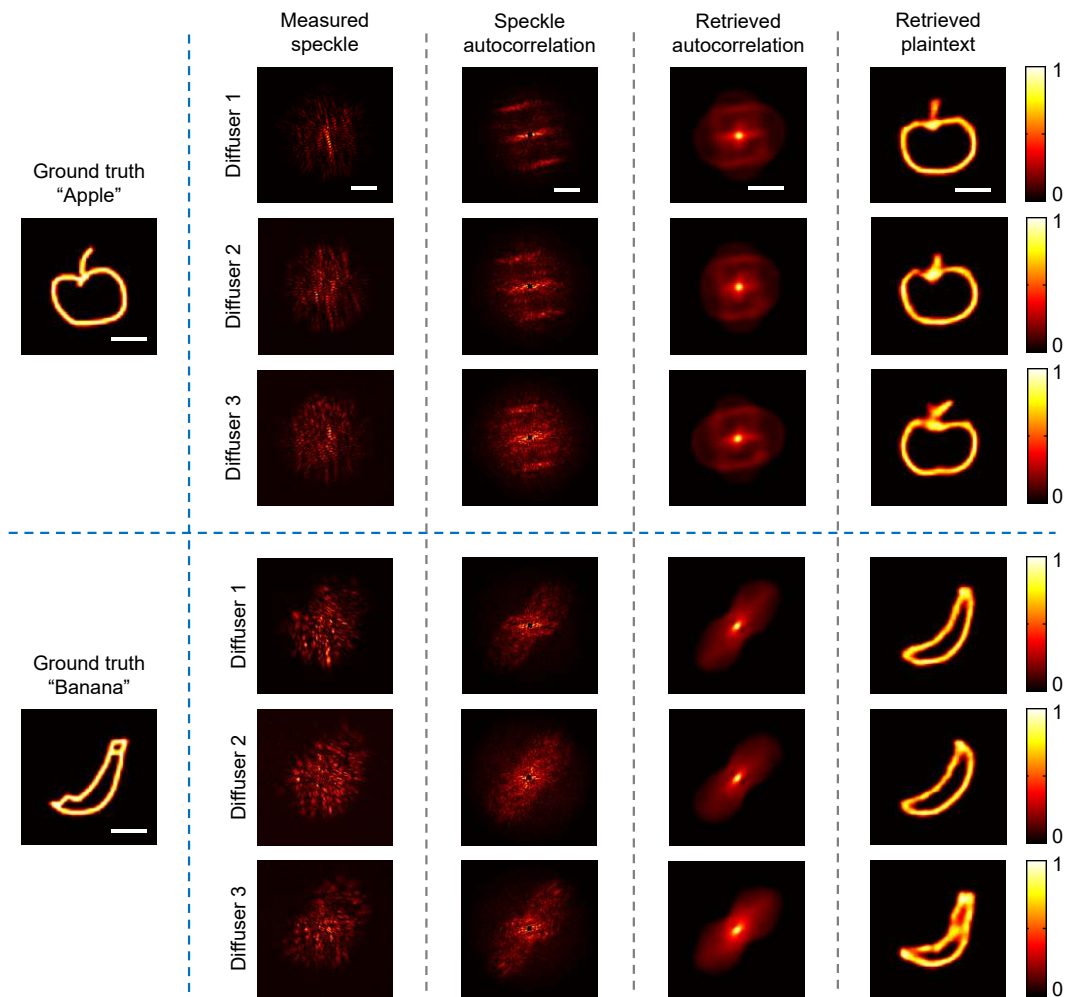 Measured
speckle
Speckle
autocorrelation
Retrieved
autocorrelation
Retrieved
plaintext
Ground truth
“Apple”
Diffuser 1
1
0
Diffuser 2
1
0
Diffuser 3
1
0
Ground truth
“Banana”
Diffuser 1
1
0
Diffuser 2
1
0
Diffuser 3
1
0